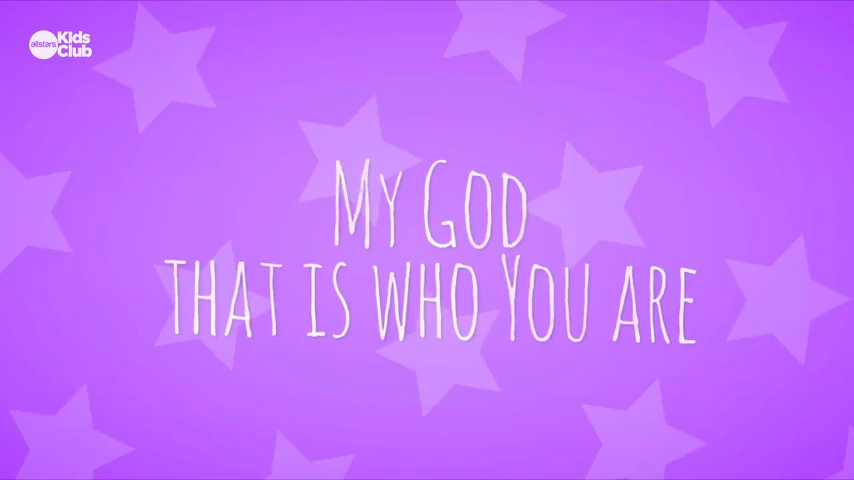 allstars
Kids
Club
My God
that is who You are